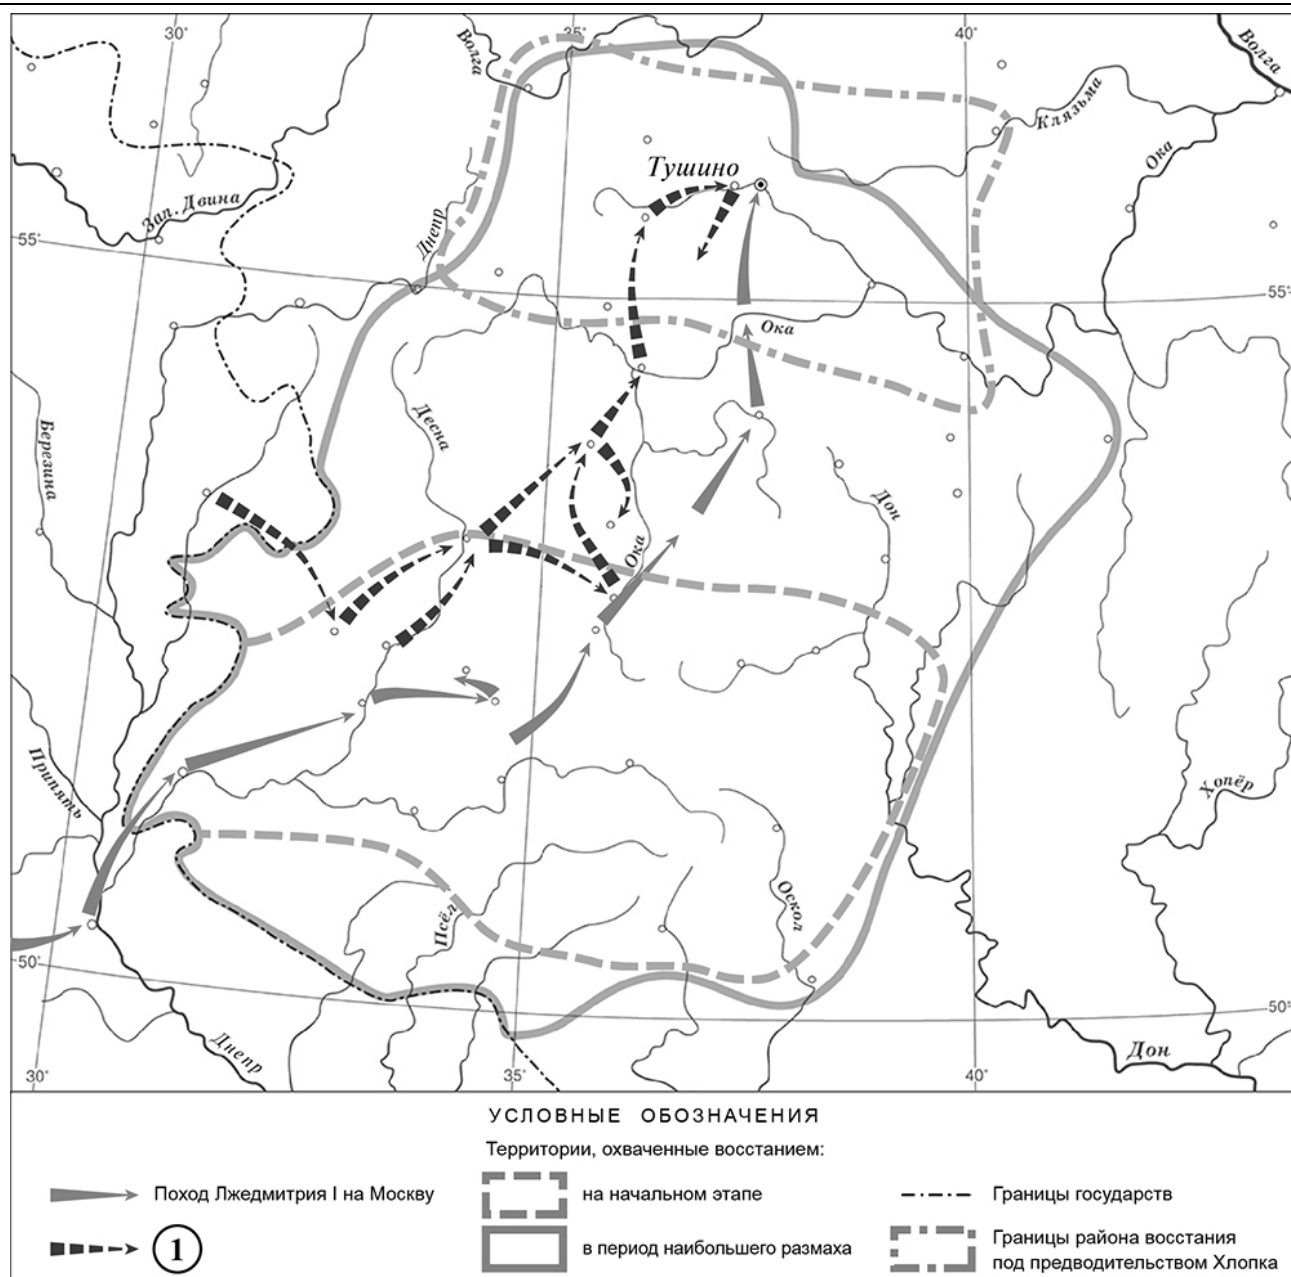 30° 35° 40°
Волга
Волга
Клязьма
Ока
Тушино
Зап. Двина
Днепр
55°
55°
Ока
Десна
Березина
Дон
Ока
Припять
Хопёр
Оскол
Псёл
50°
50°
Днепр
Дон
30° 35° 40°
УСЛОВНЫЕ ОБОЗНАЧЕНИЯ
Территории, охваченные восстанием:
Поход Лжедмитрия I на Москву
на начальном этапе
Границы государств
1
в период наибольшего размаха
Границы района восстания
под предводительством Хлопка